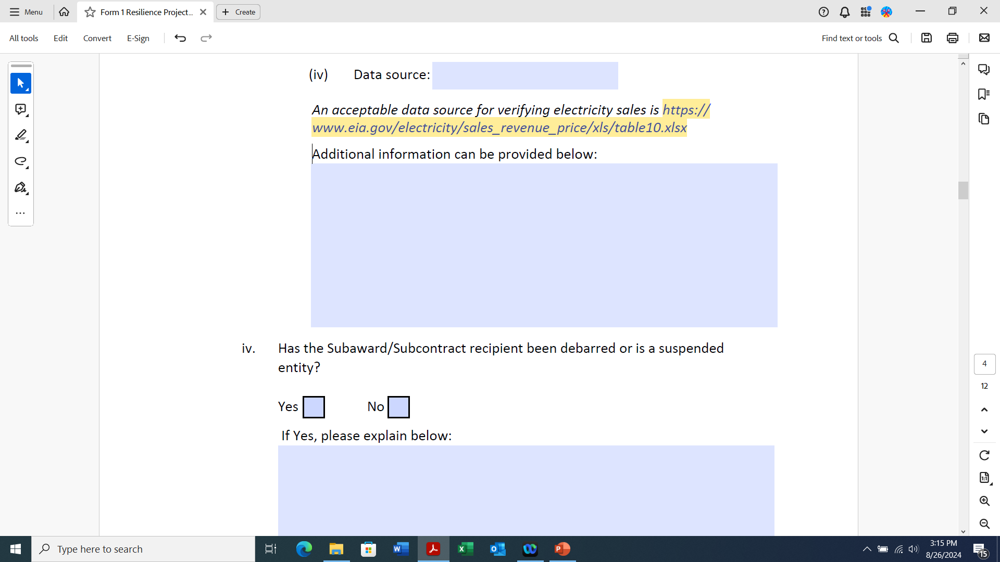 Menu
Form 1 Resilience Project...
Create
All tools
Edit
Convert
E-Sign
Find text or tools
(iv) Data source:
An acceptable data source for verifying electricity sales is https://
www.eia.gov/electricity/sales_revenue_price/xls/table10.xlsx
Additional information can be provided below:
iv. Has the Subaward/Subcontract recipient been debarred or is a suspended
entity?
Yes No
If Yes, please explain below:
4
12
1:1
Type here to search
3:15 PM
8/26/2024
15